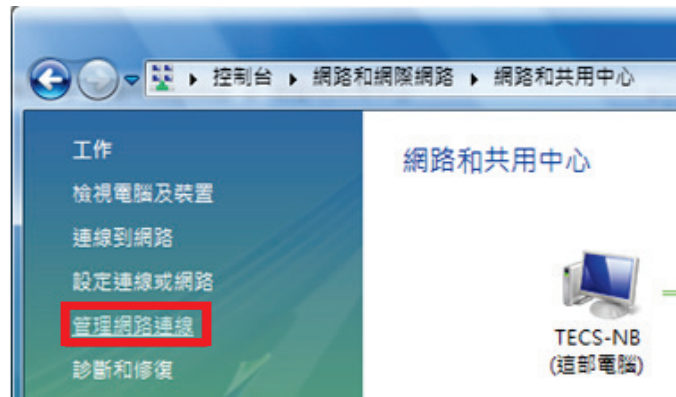 控制台 ▸ 網路和網際網路 ▸ 網路和共用中心
工作
檢視電腦及裝置
連線到網路
設定連線或網路
管理網路連線
診斷和修復
網路和共用中心
TECS-NB
(這部電腦)